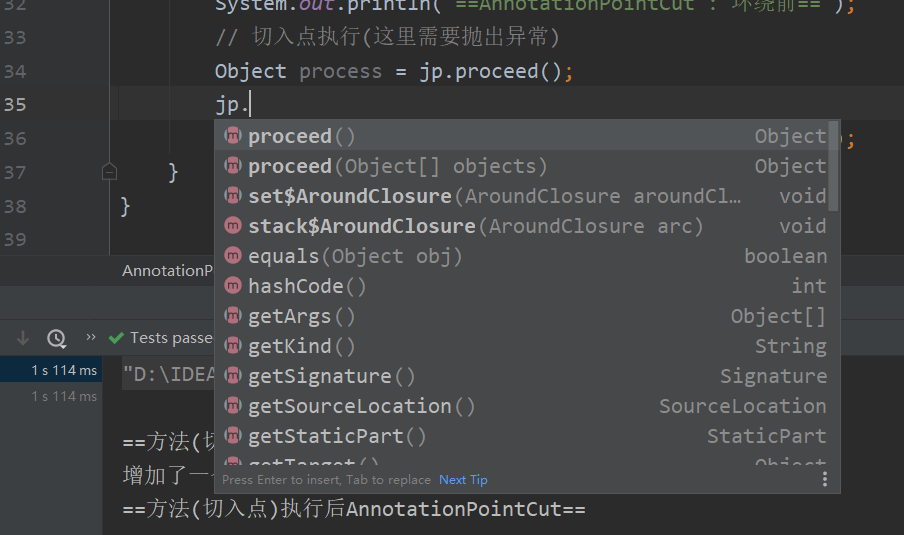 32 System.out.println("==AnnotationPointCut : 环绕前==");
33 // 切入点执行(这里需要抛出异常)
34 Object process = jp.proceed();
35 jp.
36 ;
37 }
38 }
39
proceed() Object
proceed(Object[] objects) Object
set$AroundClosure(AroundClosure aroundCl… void
stack$AroundClosure(AroundClosure arc) void
equals(Object obj) boolean
hashCode() int
getArgs() Object[]
getKind() String
getSignature() Signature
getSourceLocation() SourceLocation
getStaticPart() StaticPart
getTarget() Object
Press Enter to insert, Tab to replace Next Tip
AnnotationP
» Tests passe
1 s 114 ms "D:\IDEA
1 s 114 ms
==方法(切
增加了一个
==方法(切入点)执行后AnnotationPointCut==